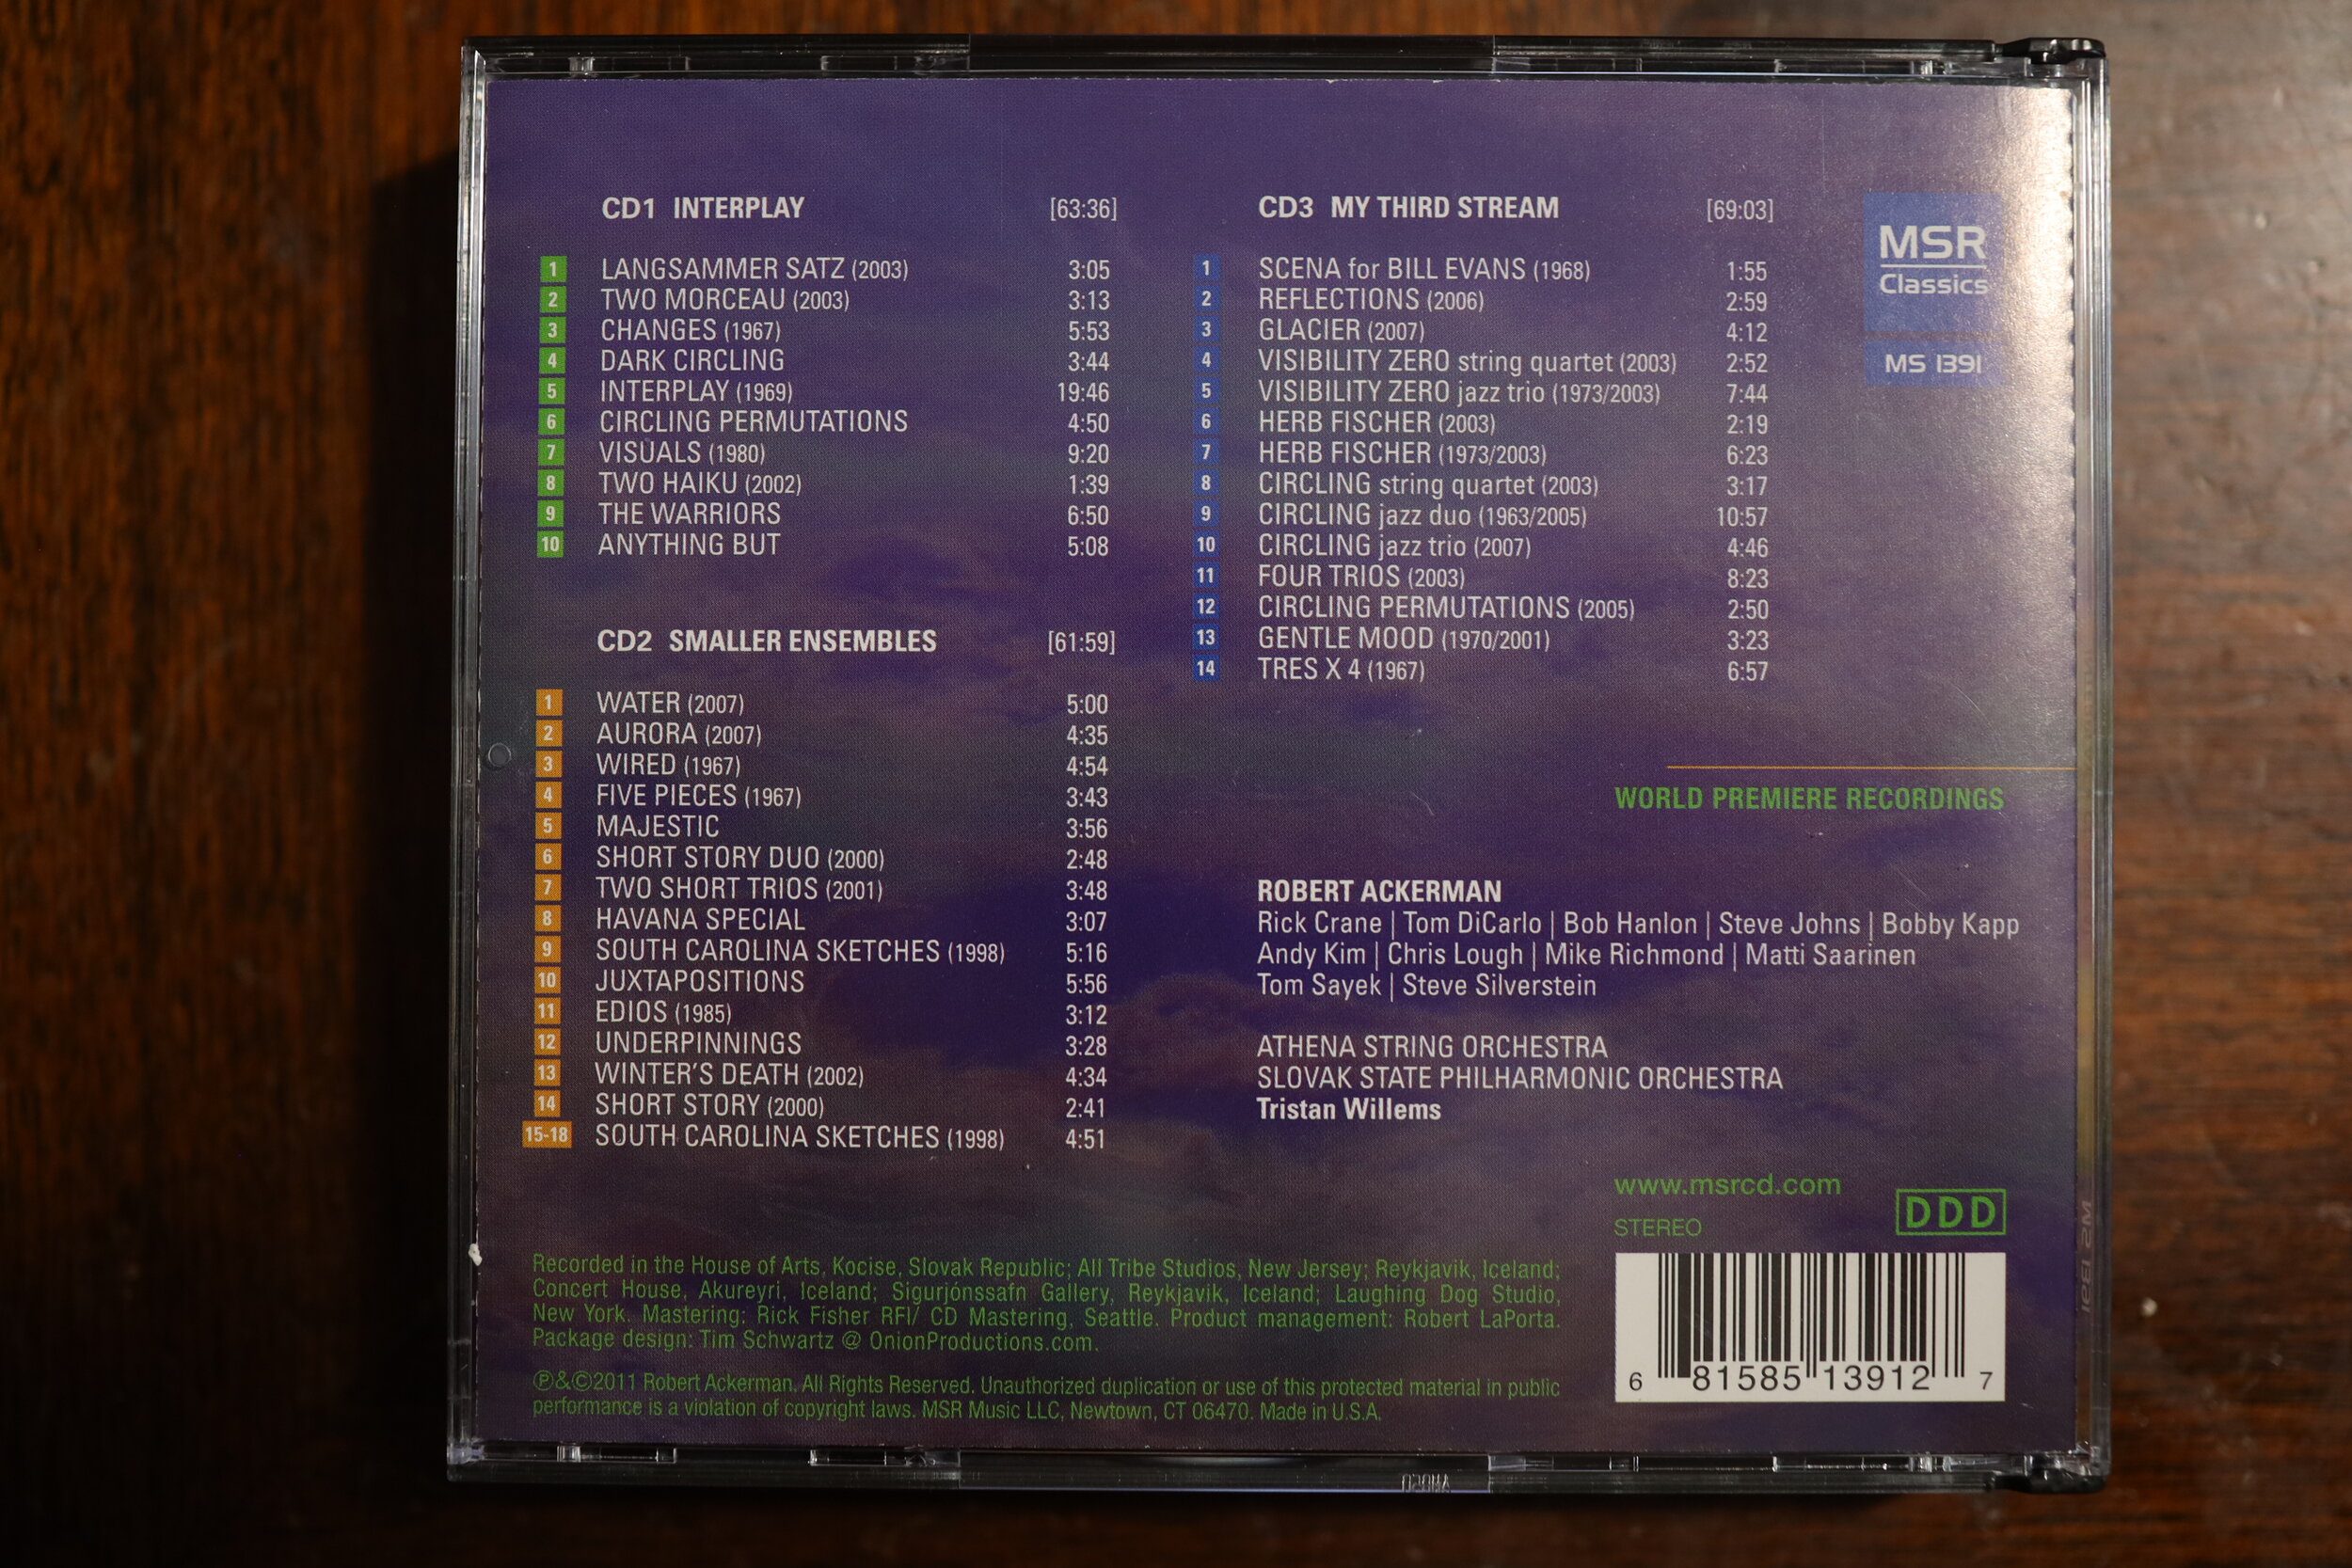 CD1 INTERPLAY [63:36]
1 LANGSAMMER SATZ (2003) 3:05
2 TWO MORCEAU (2003) 3:13
3 CHANGES (1967) 5:53
4 DARK CIRCLING 3:44
5 INTERPLAY (1969) 19:46
6 CIRCLING PERMUTATIONS 4:50
7 VISUALS (1980) 9:20
8 TWO HAIKU (2002) 1:39
9 THE WARRIORS 6:50
10 ANYTHING BUT 5:08
CD2 SMALLER ENSEMBLES [61:59]
1 WATER (2007) 5:00
2 AURORA (2007) 4:35
3 WIRED (1967) 4:54
4 FIVE PIECES (1967) 3:43
5 MAJESTIC 3:56
6 SHORT STORY DUO (2000) 2:48
7 TWO SHORT TRIOS (2001) 3:48
8 HAVANA SPECIAL 3:07
9 SOUTH CAROLINA SKETCHES (1998) 5:16
10 JUXTAPOSITIONS 5:56
11 EDIOS (1985) 3:12
12 UNDERPINNINGS 3:28
13 WINTER'S DEATH (2002) 4:34
14 SHORT STORY (2000) 2:41
15-18 SOUTH CAROLINA SKETCHES (1998) 4:51
CD3 MY THIRD STREAM [69:03]
1 SCENA for BILL EVANS (1968) 1:55
2 REFLECTIONS (2006) 2:59
3 GLACIER (2007) 4:12
4 VISIBILITY ZERO string quartet (2003) 2:52
5 VISIBILITY ZERO jazz trio (1973/2003) 7:44
6 HERB FISCHER (2003) 2:19
7 HERB FISCHER (1973/2003) 6:23
8 CIRCLING string quartet (2003) 3:17
9 CIRCLING jazz duo (1963/2005) 10:57
10 CIRCLING jazz trio (2007) 4:46
11 FOUR TRIOS (2003) 8:23
12 CIRCLING PERMUTATIONS (2005) 2:50
13 GENTLE MOOD (1970/2001) 3:23
14 TRES X 4 (1967) 6:57
MSR
Classics
MS 1391
WORLD PREMIERE RECORDINGS
ROBERT ACKERMAN
Rick Crane | Tom DiCarlo | Bob Hanlon | Steve Johns | Bobby Kapp
Andy Kim | Chris Lough | Mike Richmond | Matti Saarinen
Tom Sayek | Steve Silverstein
ATHENA STRING ORCHESTRA
SLOVAK STATE PHILHARMONIC ORCHESTRA
Tristan Willems
www.msrcd.com
STEREO
DDD
Recorded in the House of Arts, Kocise, Slovak Republic; All Tribe Studios, New Jersey; Reykjavik, Iceland;
Concert House, Akureyri, Iceland; Sigurjónssafn Gallery, Reykjavik, Iceland; Laughing Dog Studio,
New York. Mastering: Rick Fisher RFI/ CD Mastering, Seattle. Product management: Robert LaPorta.
Package design: Tim Schwartz @ OnionProductions.com.
℗&©2011 Robert Ackerman. All Rights Reserved. Unauthorized duplication or use of this protected material in public
performance is a violation of copyright laws. MSR Music LLC, Newtown, CT 06470. Made in U.S.A.
6 81585 13912 7
MS 1391